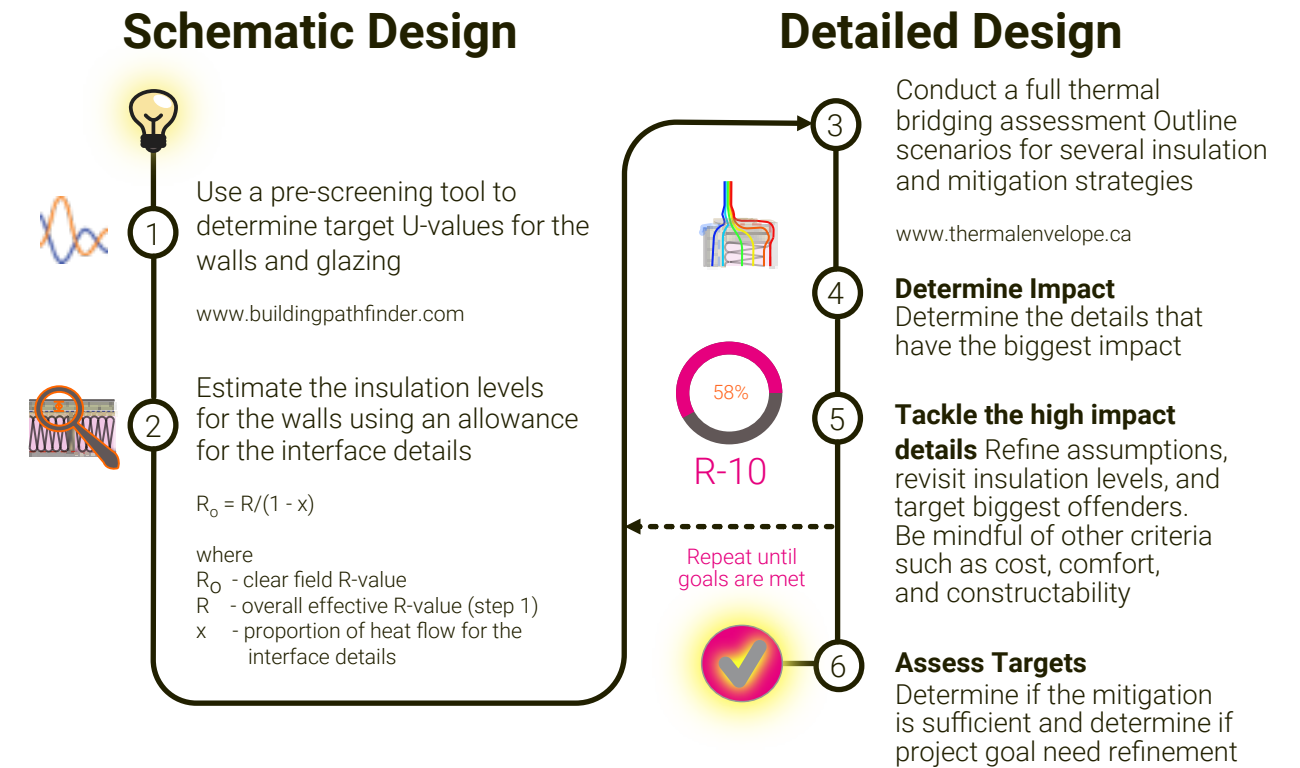 Schematic Design
1
Use a pre-screening tool to
determine target U-values for the
walls and glazing
www.buildingpathfinder.com
2
Estimate the insulation levels
for the walls using an allowance
for the interface details
Ro = R/(1 - x)
where
RO - clear field R-value
R - overall effective R-value (step 1)
x - proportion of heat flow for the
interface details
Detailed Design
3
Conduct a full thermal
bridging assessment Outline
scenarios for several insulation
and mitigation strategies
www.thermalenvelope.ca
4
Determine Impact
Determine the details that
have the biggest impact
58%
R-10
5
Tackle the high impact
details Refine assumptions,
revisit insulation levels, and
target biggest offenders.
Be mindful of other criteria
such as cost, comfort,
and constructability
Repeat until
goals are met
6
Assess Targets
Determine if the mitigation
is sufficient and determine if
project goal need refinement